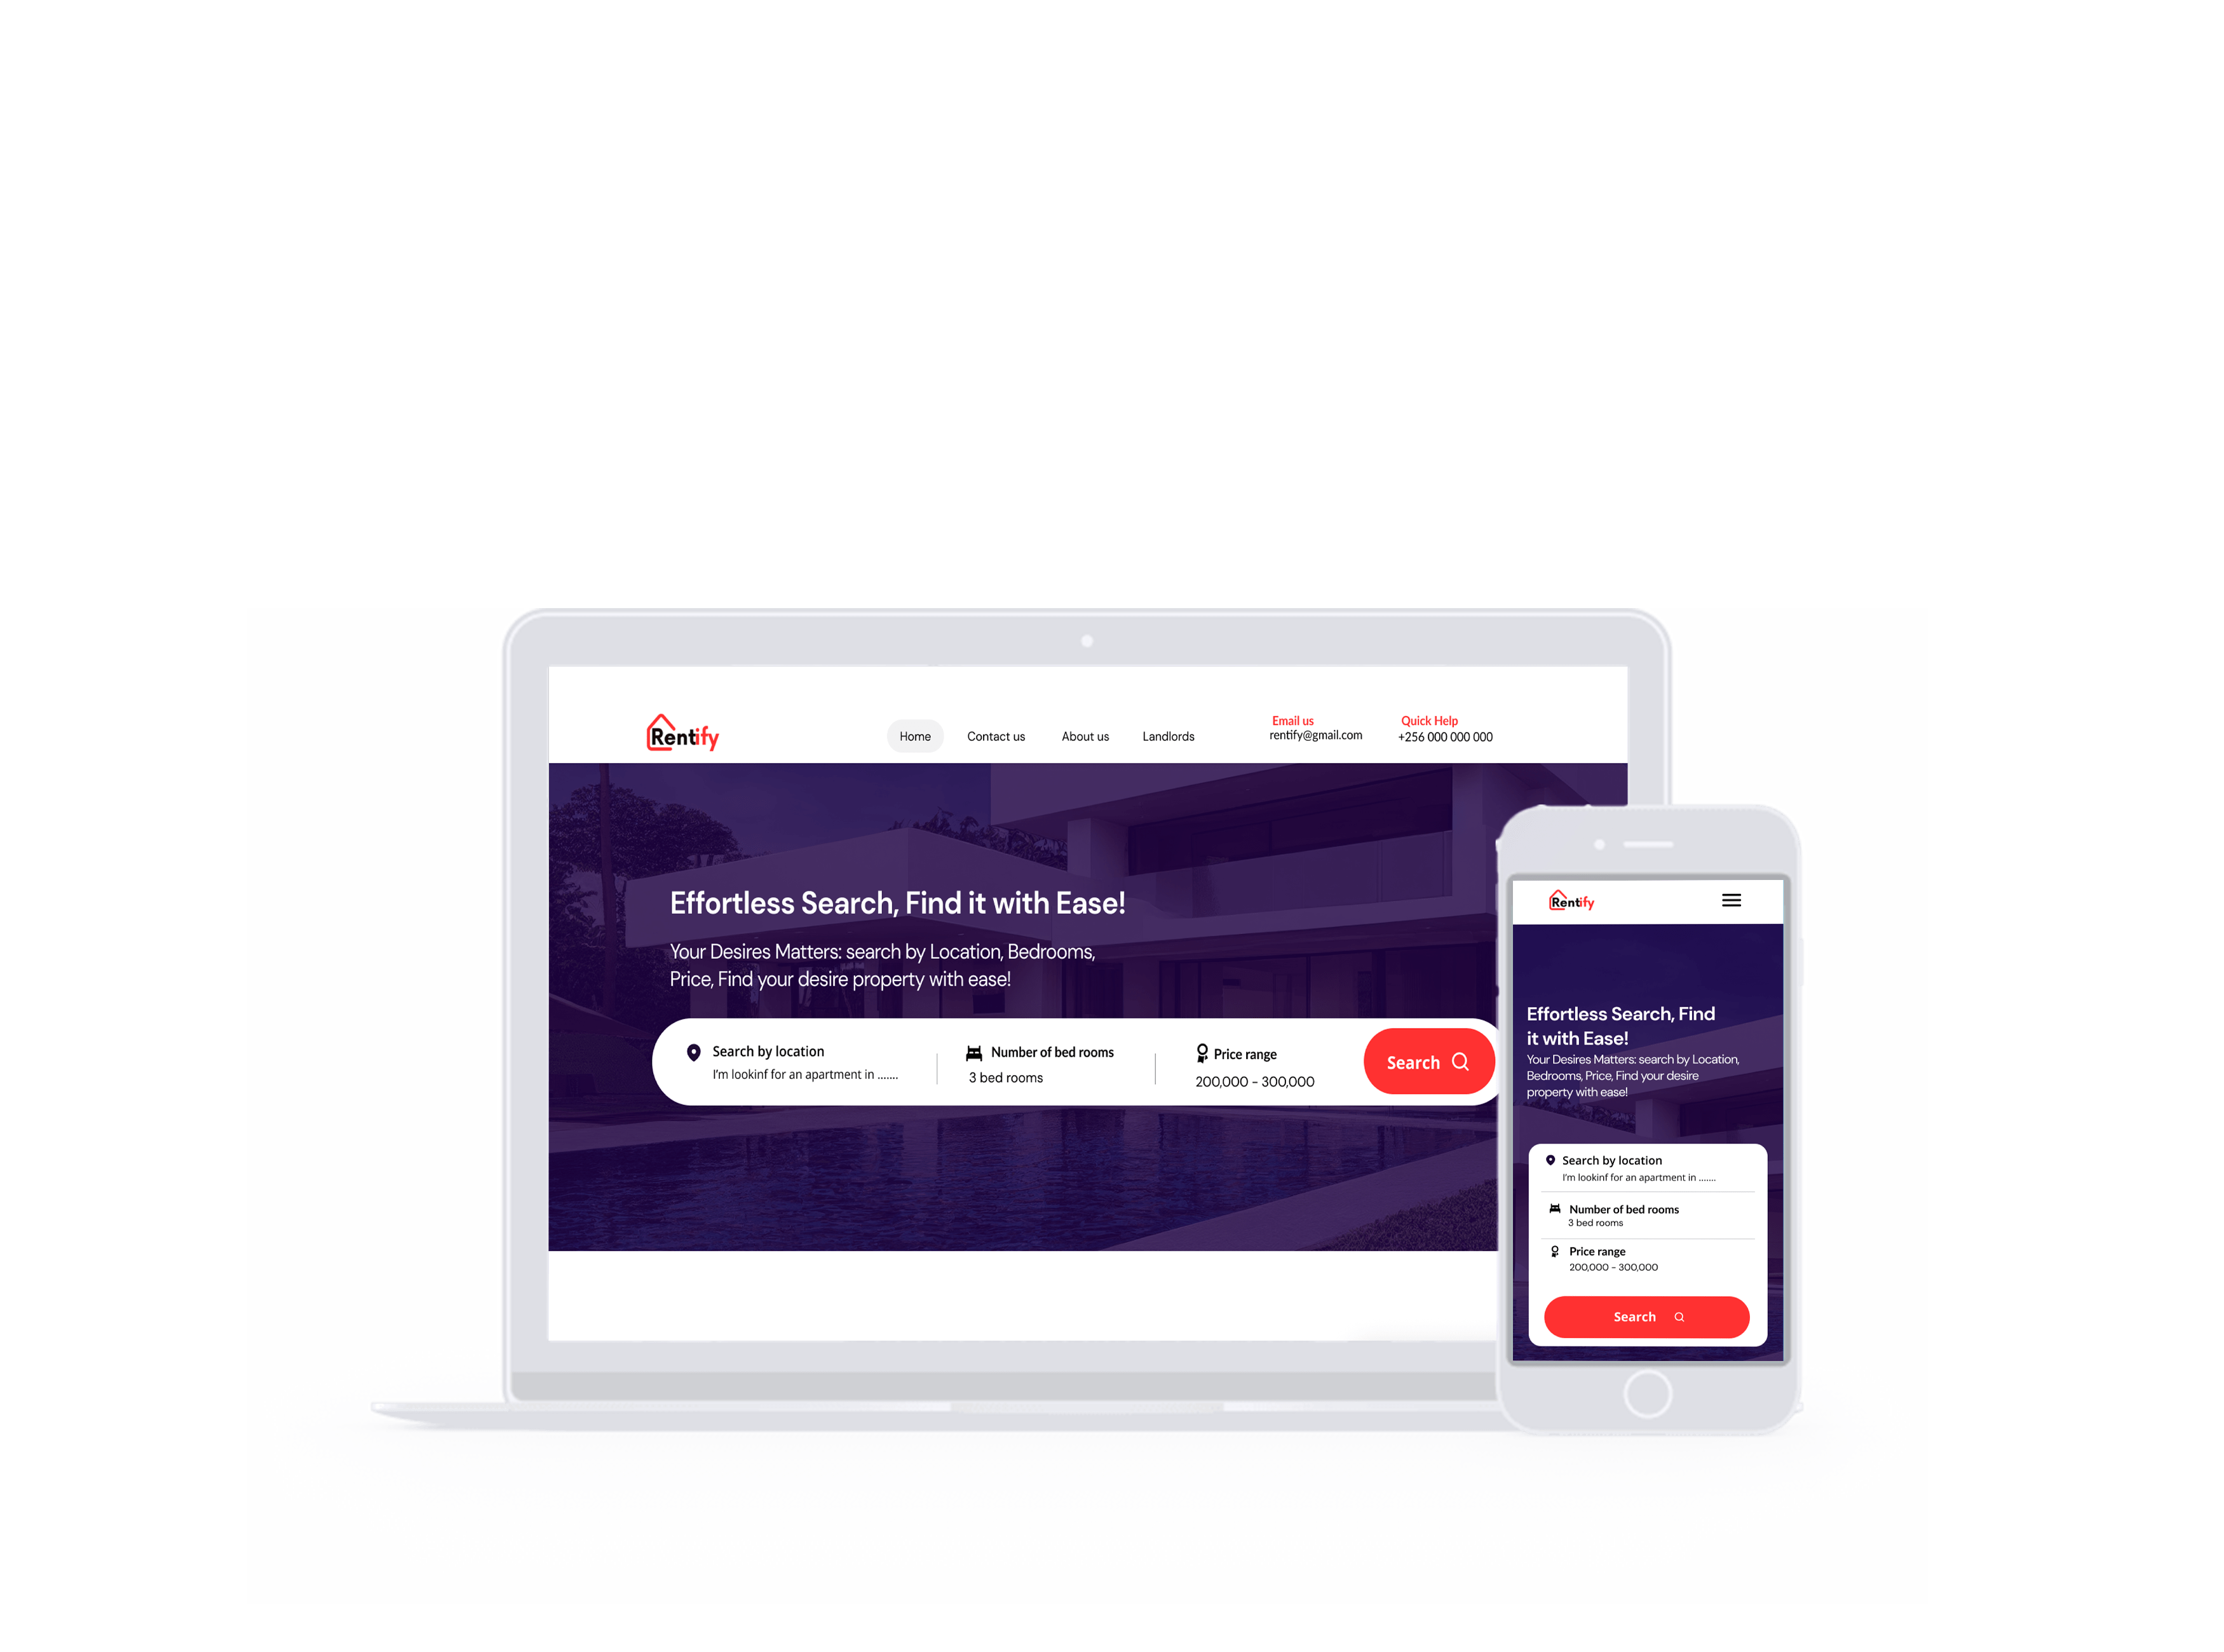 Rentify
Home
Contact us
About us
Landlords
Email us
rentify@gmail.com
Quick Help
+256 000 000 000
Effortless Search, Find it with Ease!
Your Desires Matters: search by Location, Bedrooms,
Price, Find your desire property with ease!
Search by location
I'm lookinf for an apartment in .......
Number of bed rooms
3 bed rooms
Price range
200,000 - 300,000
Search
Rentify
Effortless Search, Find
it with Ease!
Your Desires Matters: search by Location,
Bedrooms, Price, Find your desire
property with ease!
Search by location
I'm lookinf for an apartment in .......
Number of bed rooms
3 bed rooms
Price range
200,000 - 300,000
Search